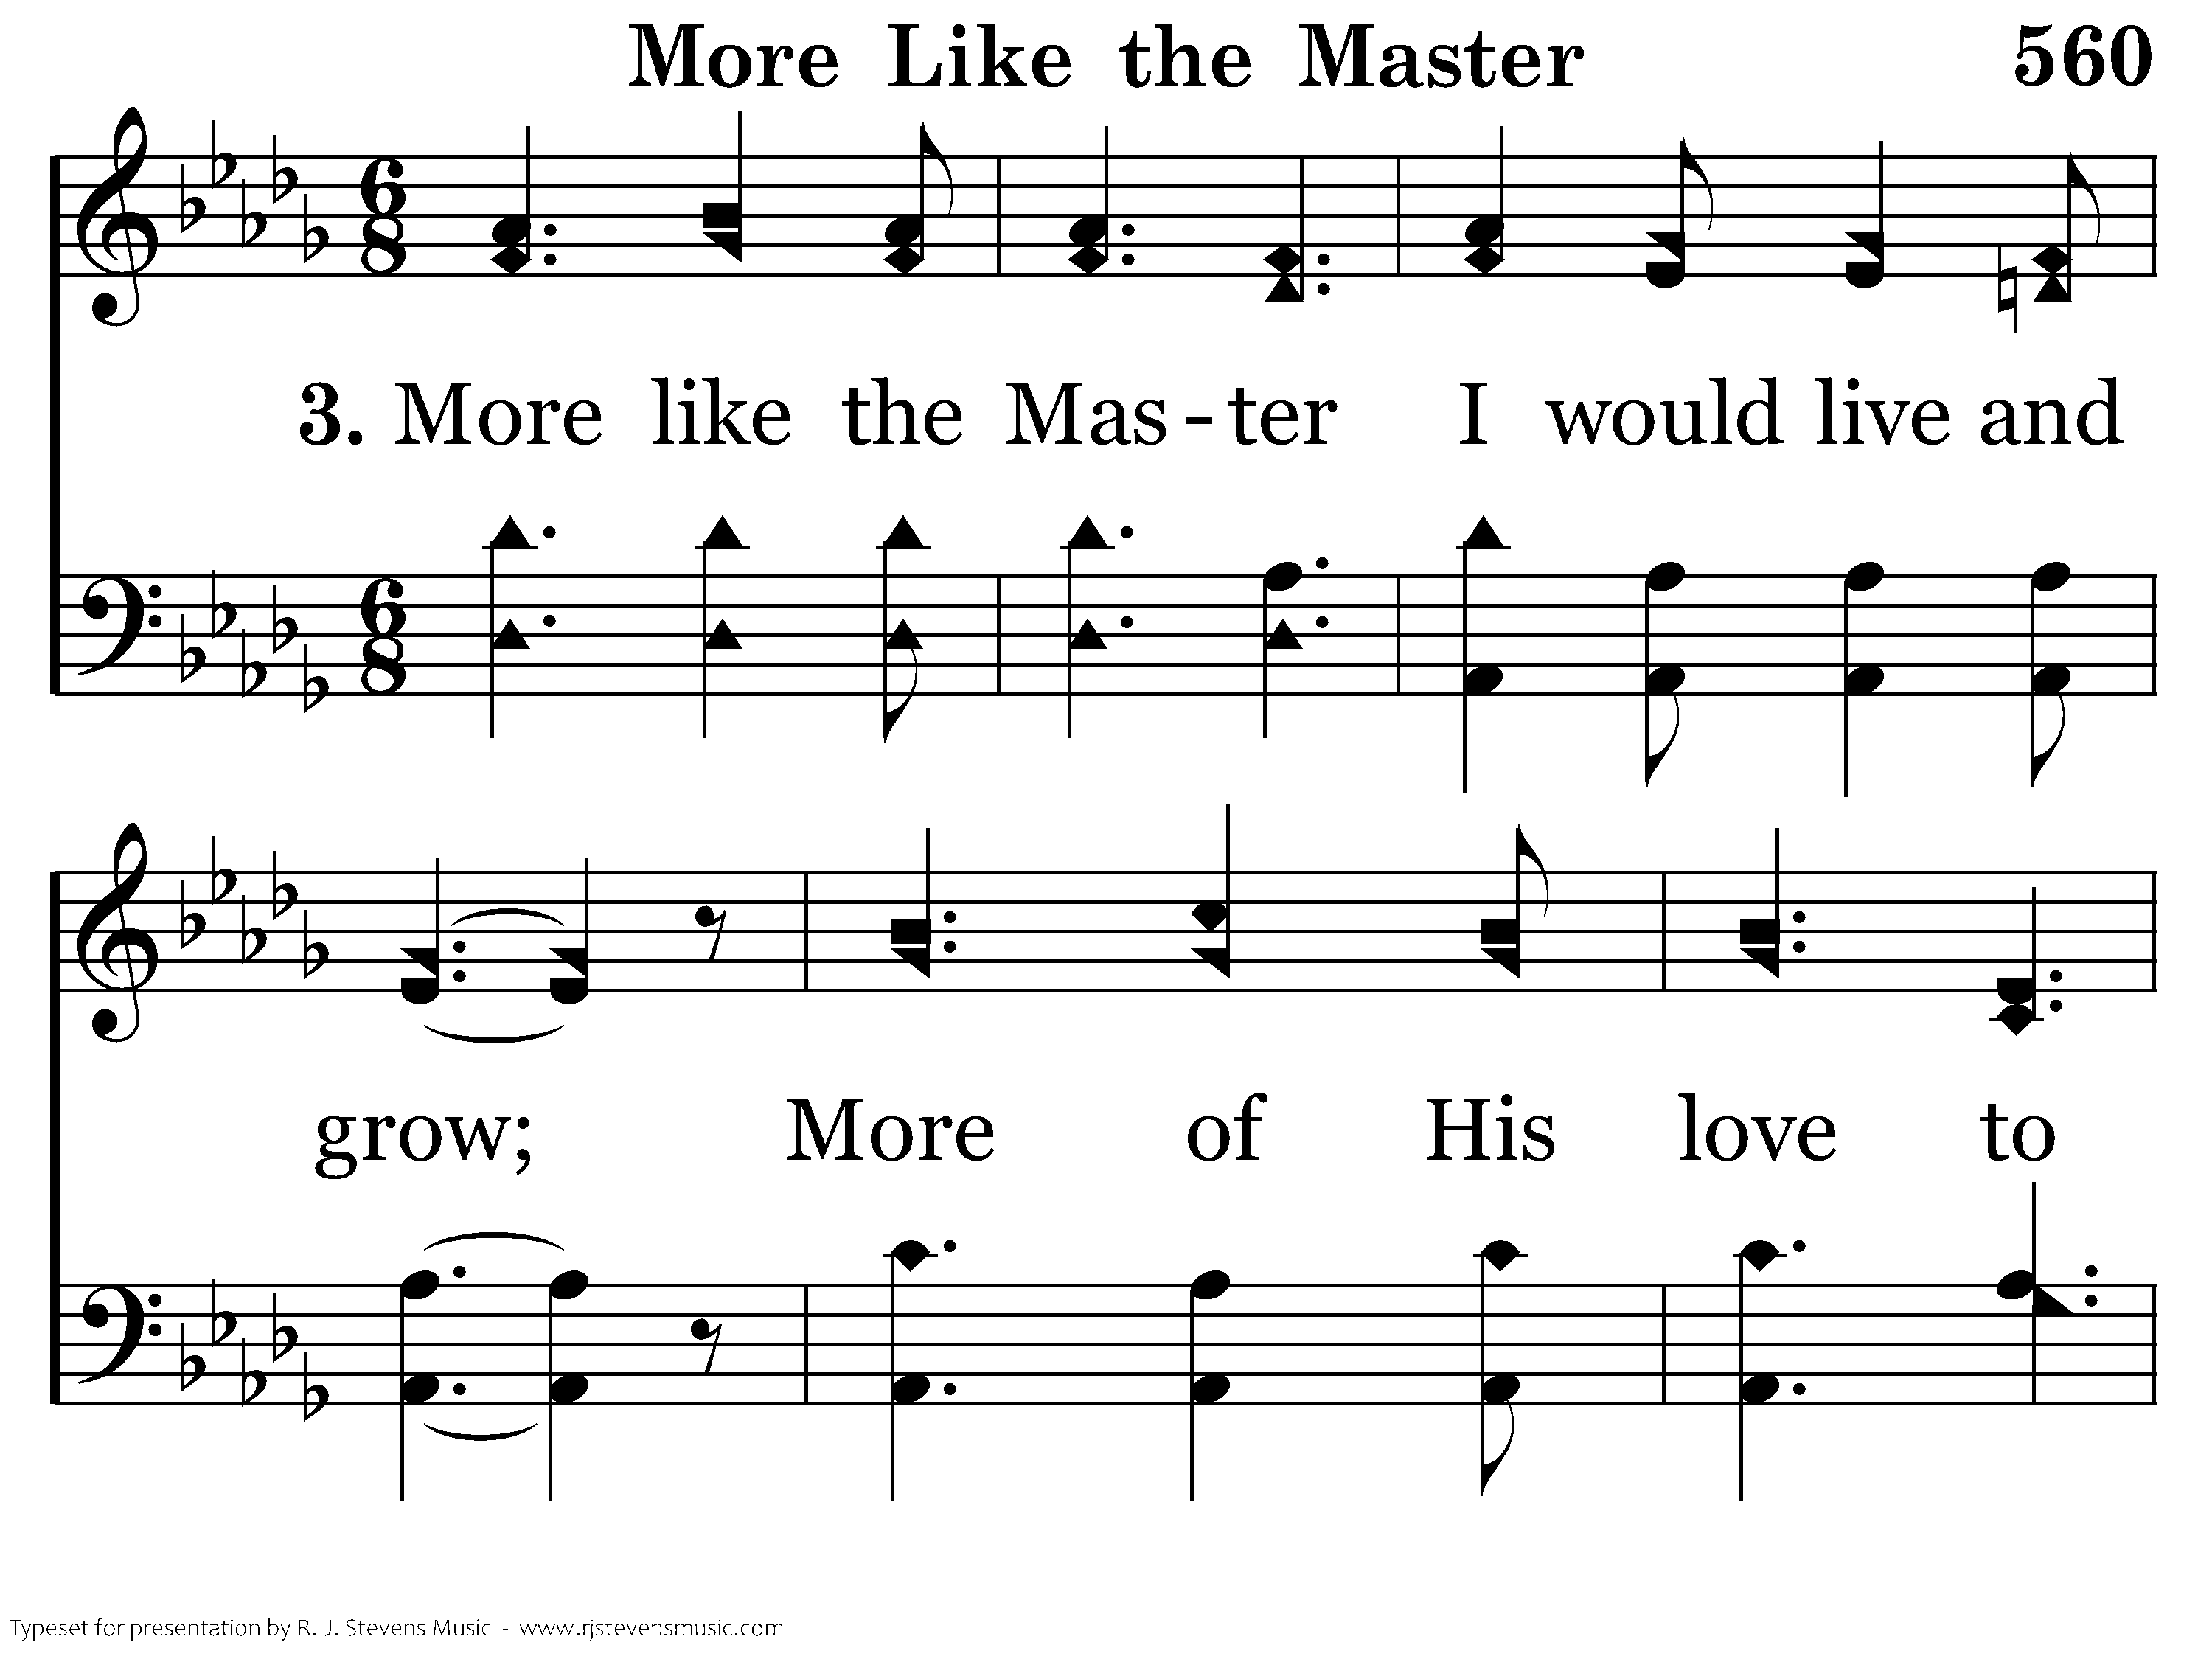 More Like the Master 560
3. More like the Mas - ter I would live and
grow; More of His love to
Typeset for presentation by R. J. Stevens Music - www.rjstevensmusic.com